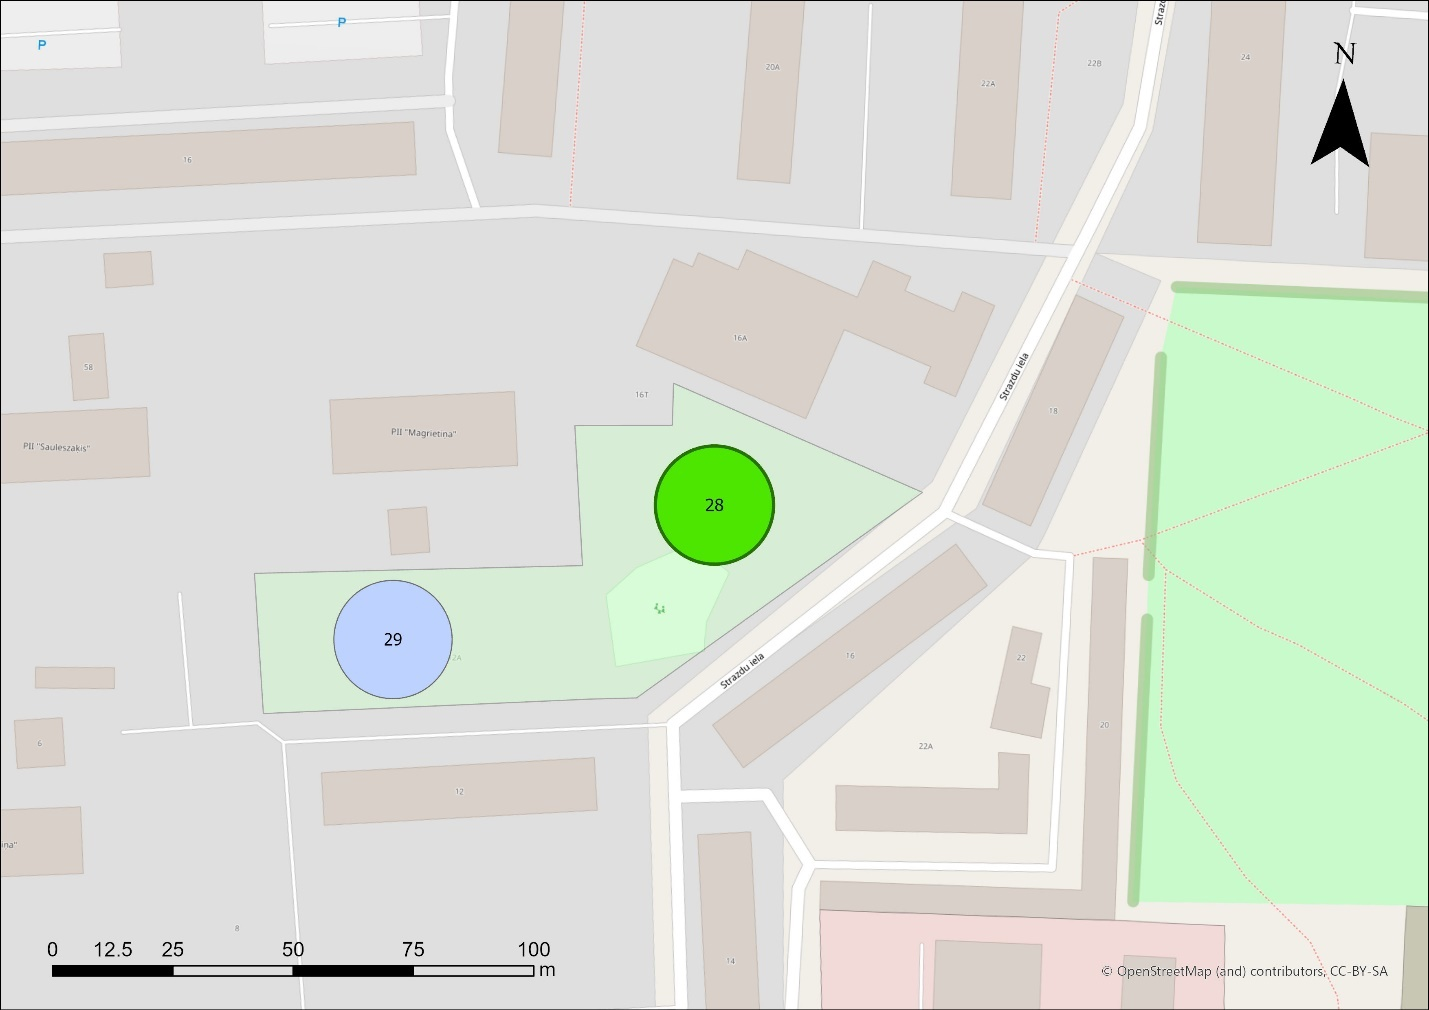 P
P
Strazd
N
20A
22A
22B
24
16
16A
58
16T
Strazdu iela
18
PII "Magrietina"
PII "Sauleszakis"
28
29
2A
Strazdu iela
16
22
20
22A
6
12
ina"
8
14
0 12.5 25 50 75 100
m
© OpenStreetMap (and) contributors, CC-BY-SA